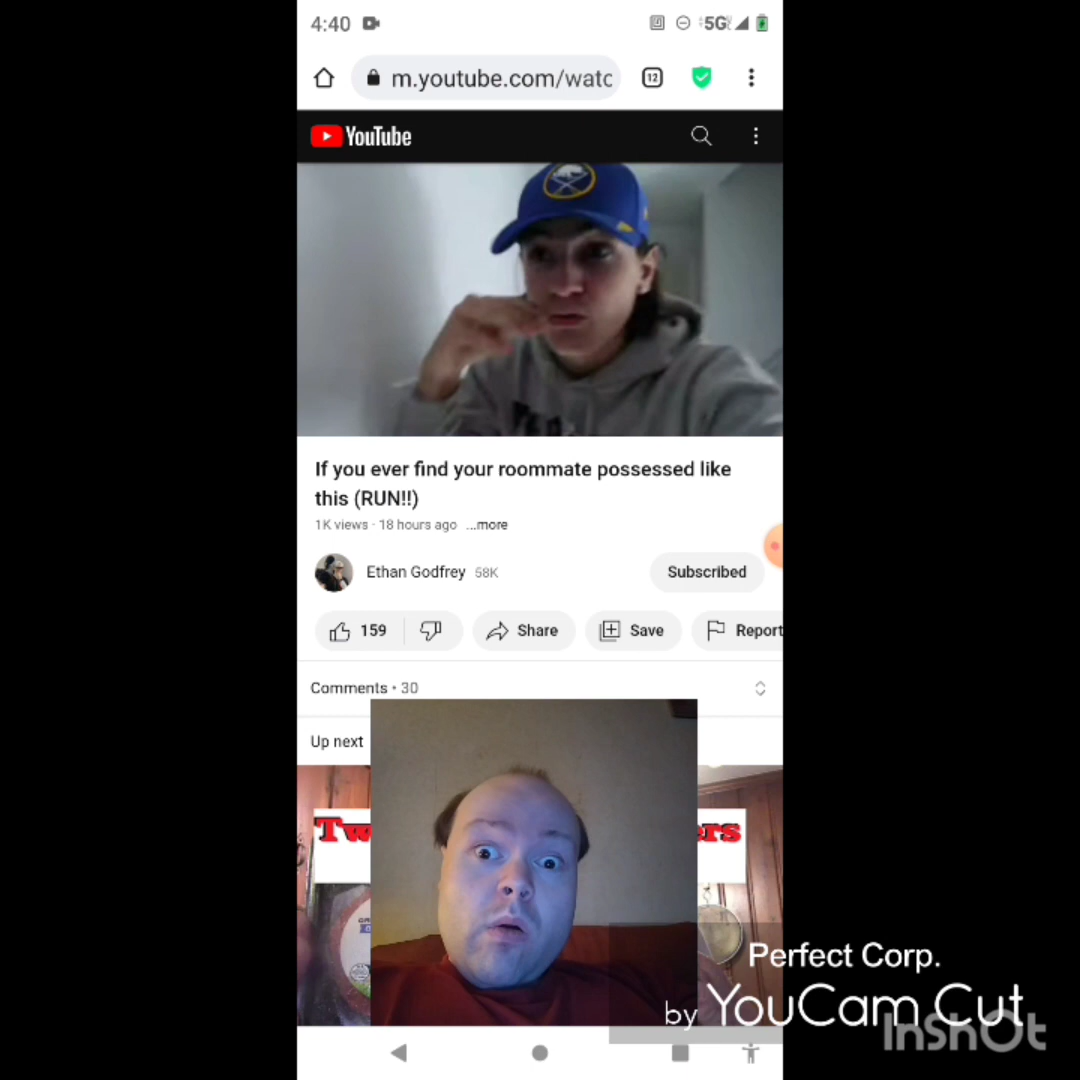 4:40
5G
m.youtube.com/watc
12
YouTube
If you ever find your roommate possessed like
this (RUN!!)
1K views · 18 hours ago ...more
Ethan Godfrey 58K
Subscribed
159
Share
Save
Report
Comments • 30
Up next
Tw
ers
Perfect Corp.
by YouCam Cut
InShOt